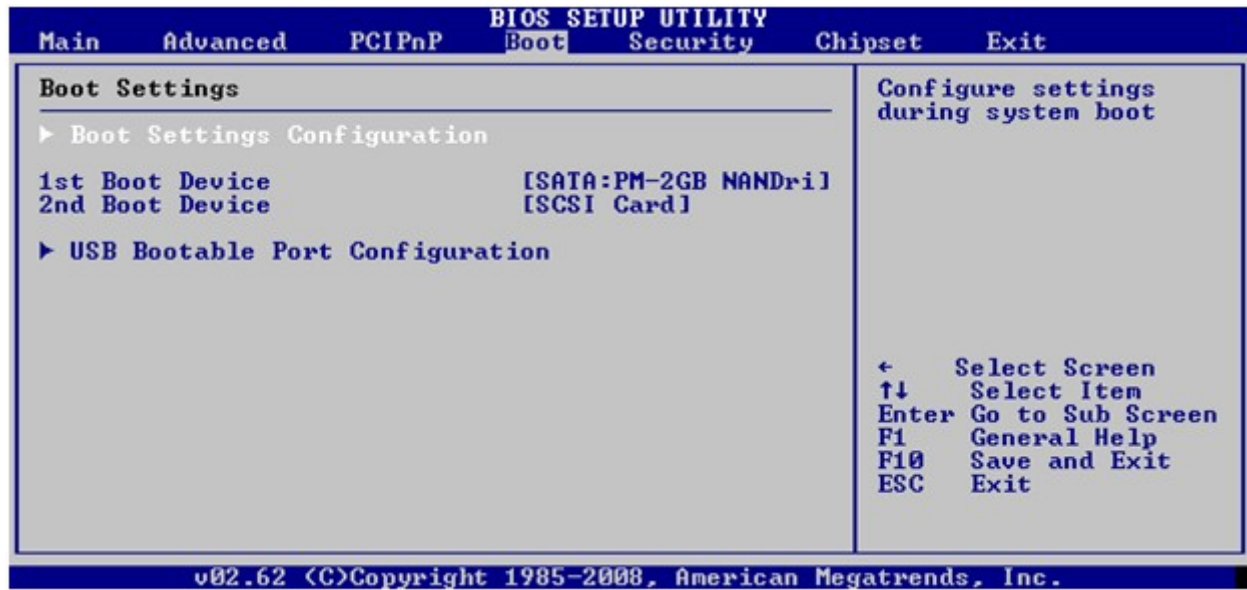 BIOS SETUP UTILITY
Main Advanced PCIPnP Boot Security Chipset Exit
Boot Settings
▶ Boot Settings Configuration
1st Boot Device [SATA:PM-2GB NANDri]
2nd Boot Device [SCSI Card]
▶ USB Bootable Port Configuration
Configure settings
during system boot
← Select Screen
↑↓ Select Item
Enter Go to Sub Screen
F1 General Help
F10 Save and Exit
ESC Exit
v02.62 (C)Copyright 1985-2008, American Megatrends, Inc.